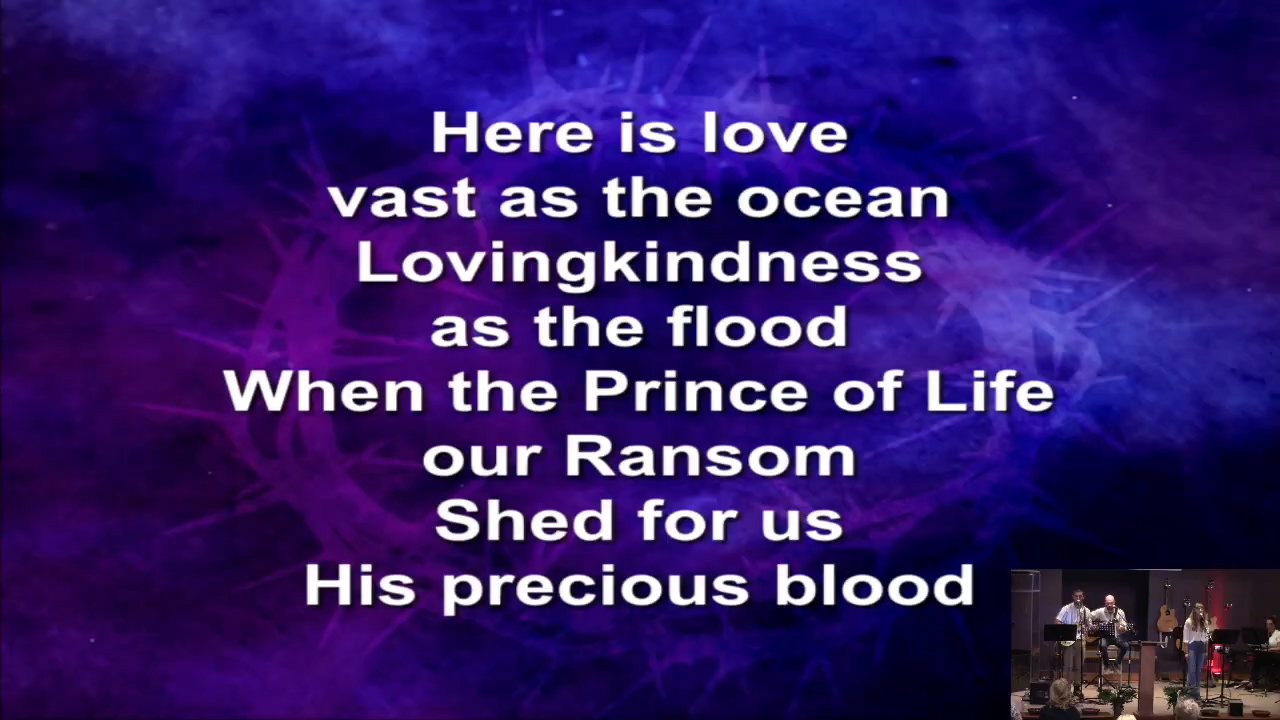 Here is love
vast as the ocean
Lovingkindness
as the flood
When the Prince of Life
our Ransom
Shed for us
His precious blood